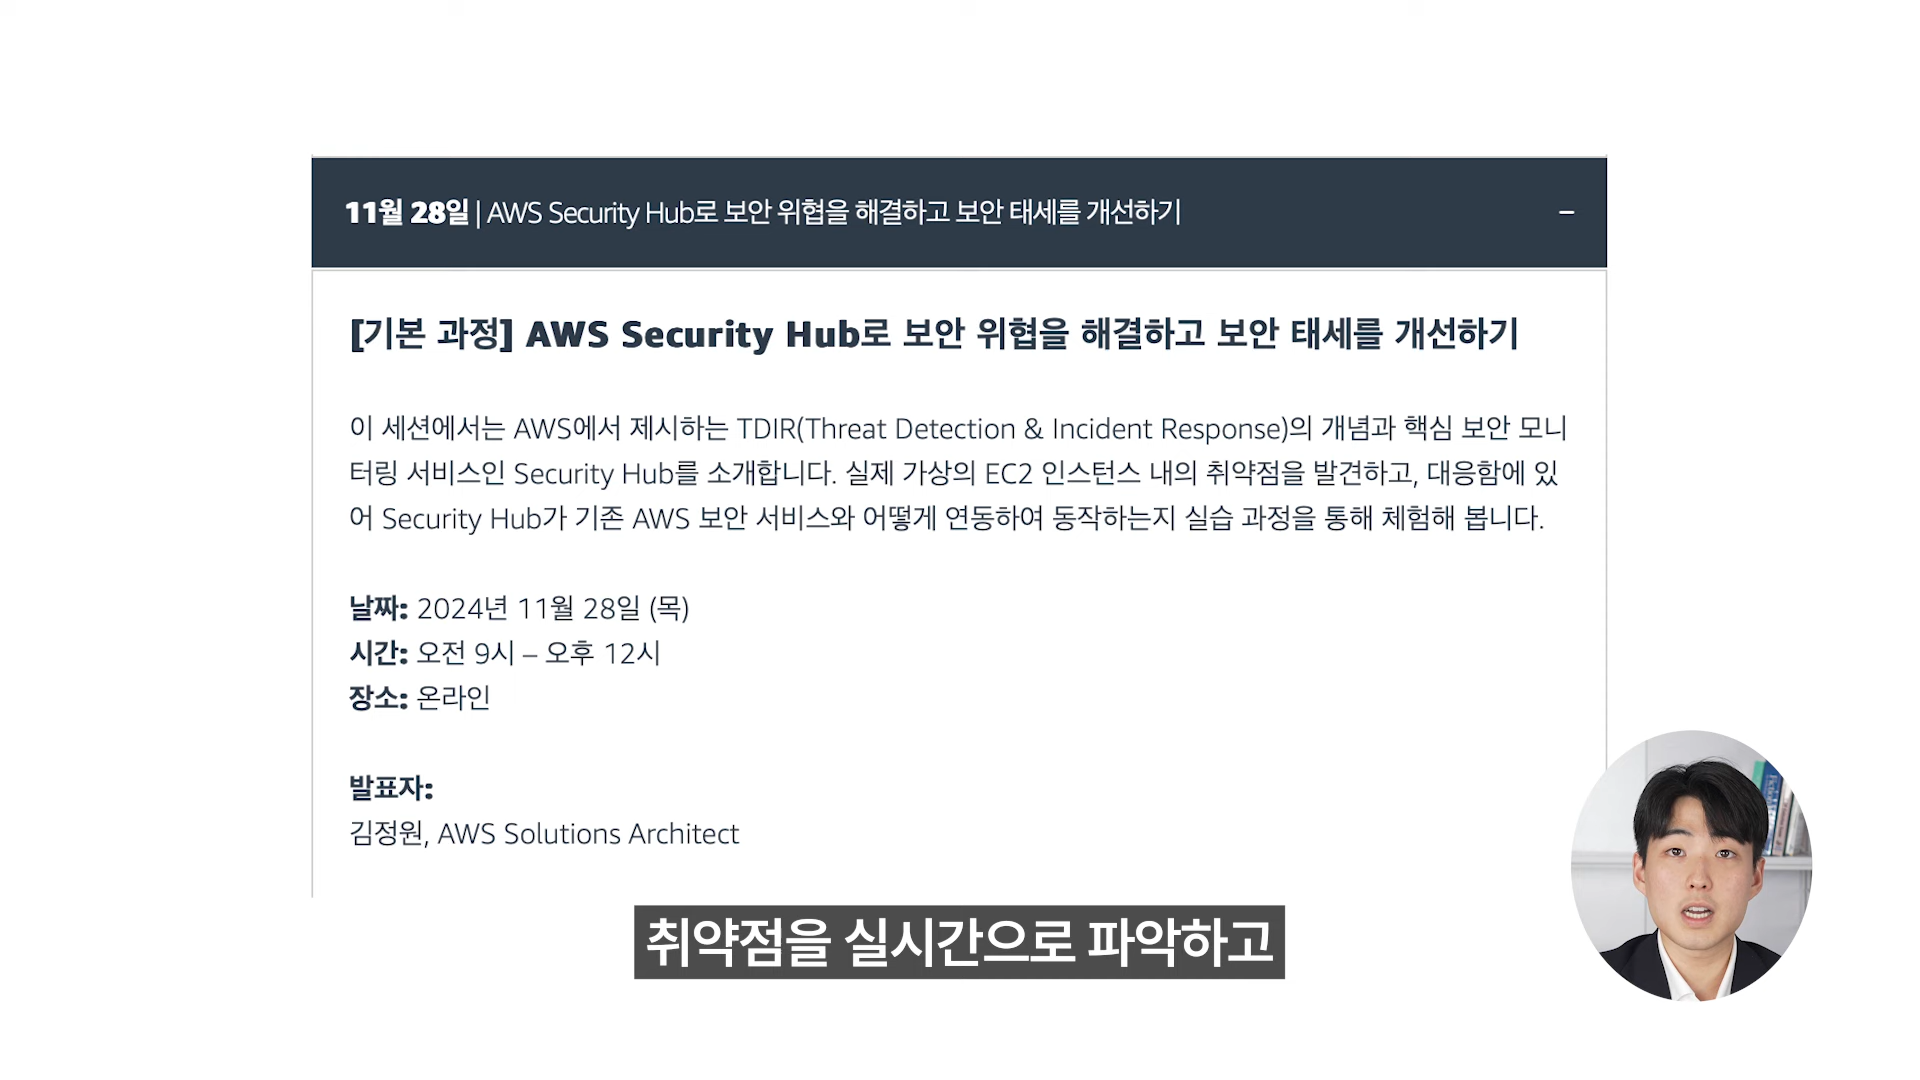 11월 28일 | AWS Security Hub로 보안 위협을 해결하고 보안 태세를 개선하기 –
[기본 과정] AWS Security Hub로 보안 위협을 해결하고 보안 태세를 개선하기
이 세션에서는 AWS에서 제시하는 TDIR(Threat Detection & Incident Response)의 개념과 핵심 보안 모니
터링 서비스인 Security Hub를 소개합니다. 실제 가상의 EC2 인스턴스 내의 취약점을 발견하고, 대응함에 있
어 Security Hub가 기존 AWS 보안 서비스와 어떻게 연동하여 동작하는지 실습 과정을 통해 체험해 봅니다.
날짜: 2024년 11월 28일 (목)
시간: 오전 9시 – 오후 12시
장소: 온라인
발표자:
김정원, AWS Solutions Architect
취약점을 실시간으로 파악하고